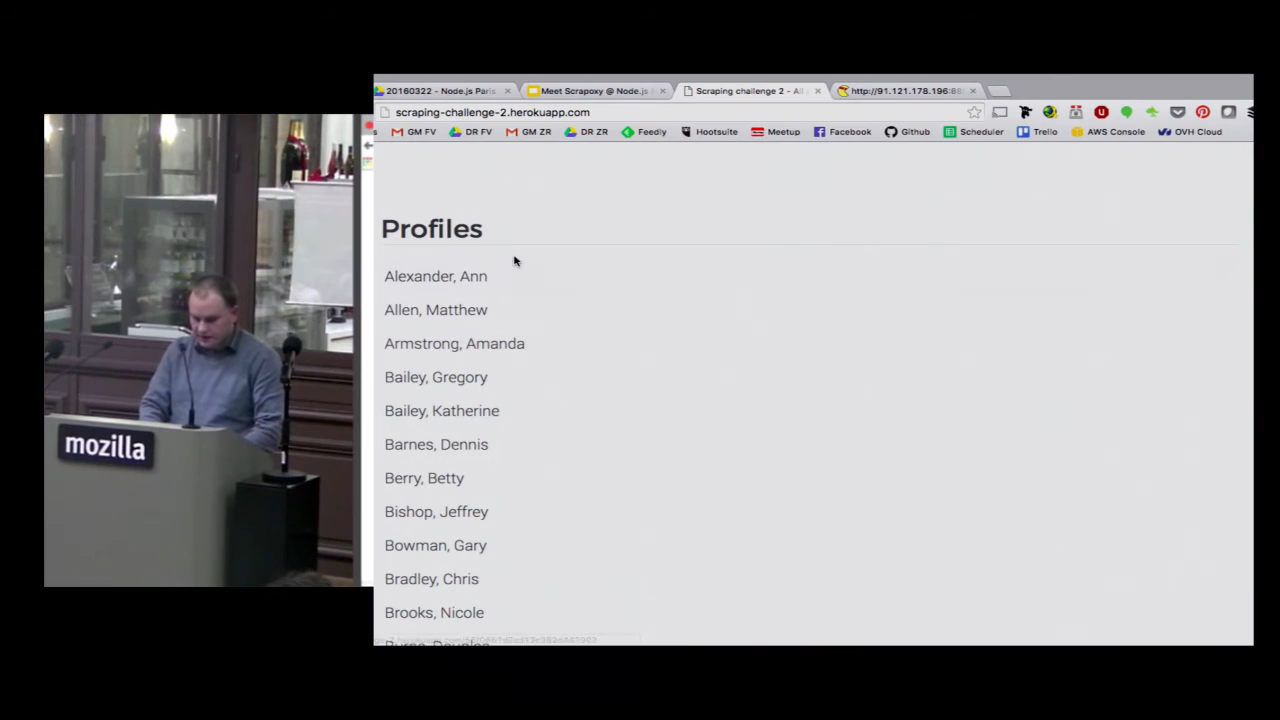 20160322 - Node.js Paris
Meet Scrapoxy @ Node.js
Scraping challenge 2 - All
http://91.121.178.196:88
scraping-challenge-2.herokuapp.com
GM FV DR FV GM ZR DR ZR Feedly Hootsuite Meetup Facebook Github Scheduler Trello AWS Console OVH Cloud
Profiles
Alexander, Ann
Allen, Matthew
Armstrong, Amanda
Bailey, Gregory
Bailey, Katherine
Barnes, Dennis
Berry, Betty
Bishop, Jeffrey
Bowman, Gary
Bradley, Chris
Brooks, Nicole
mozilla